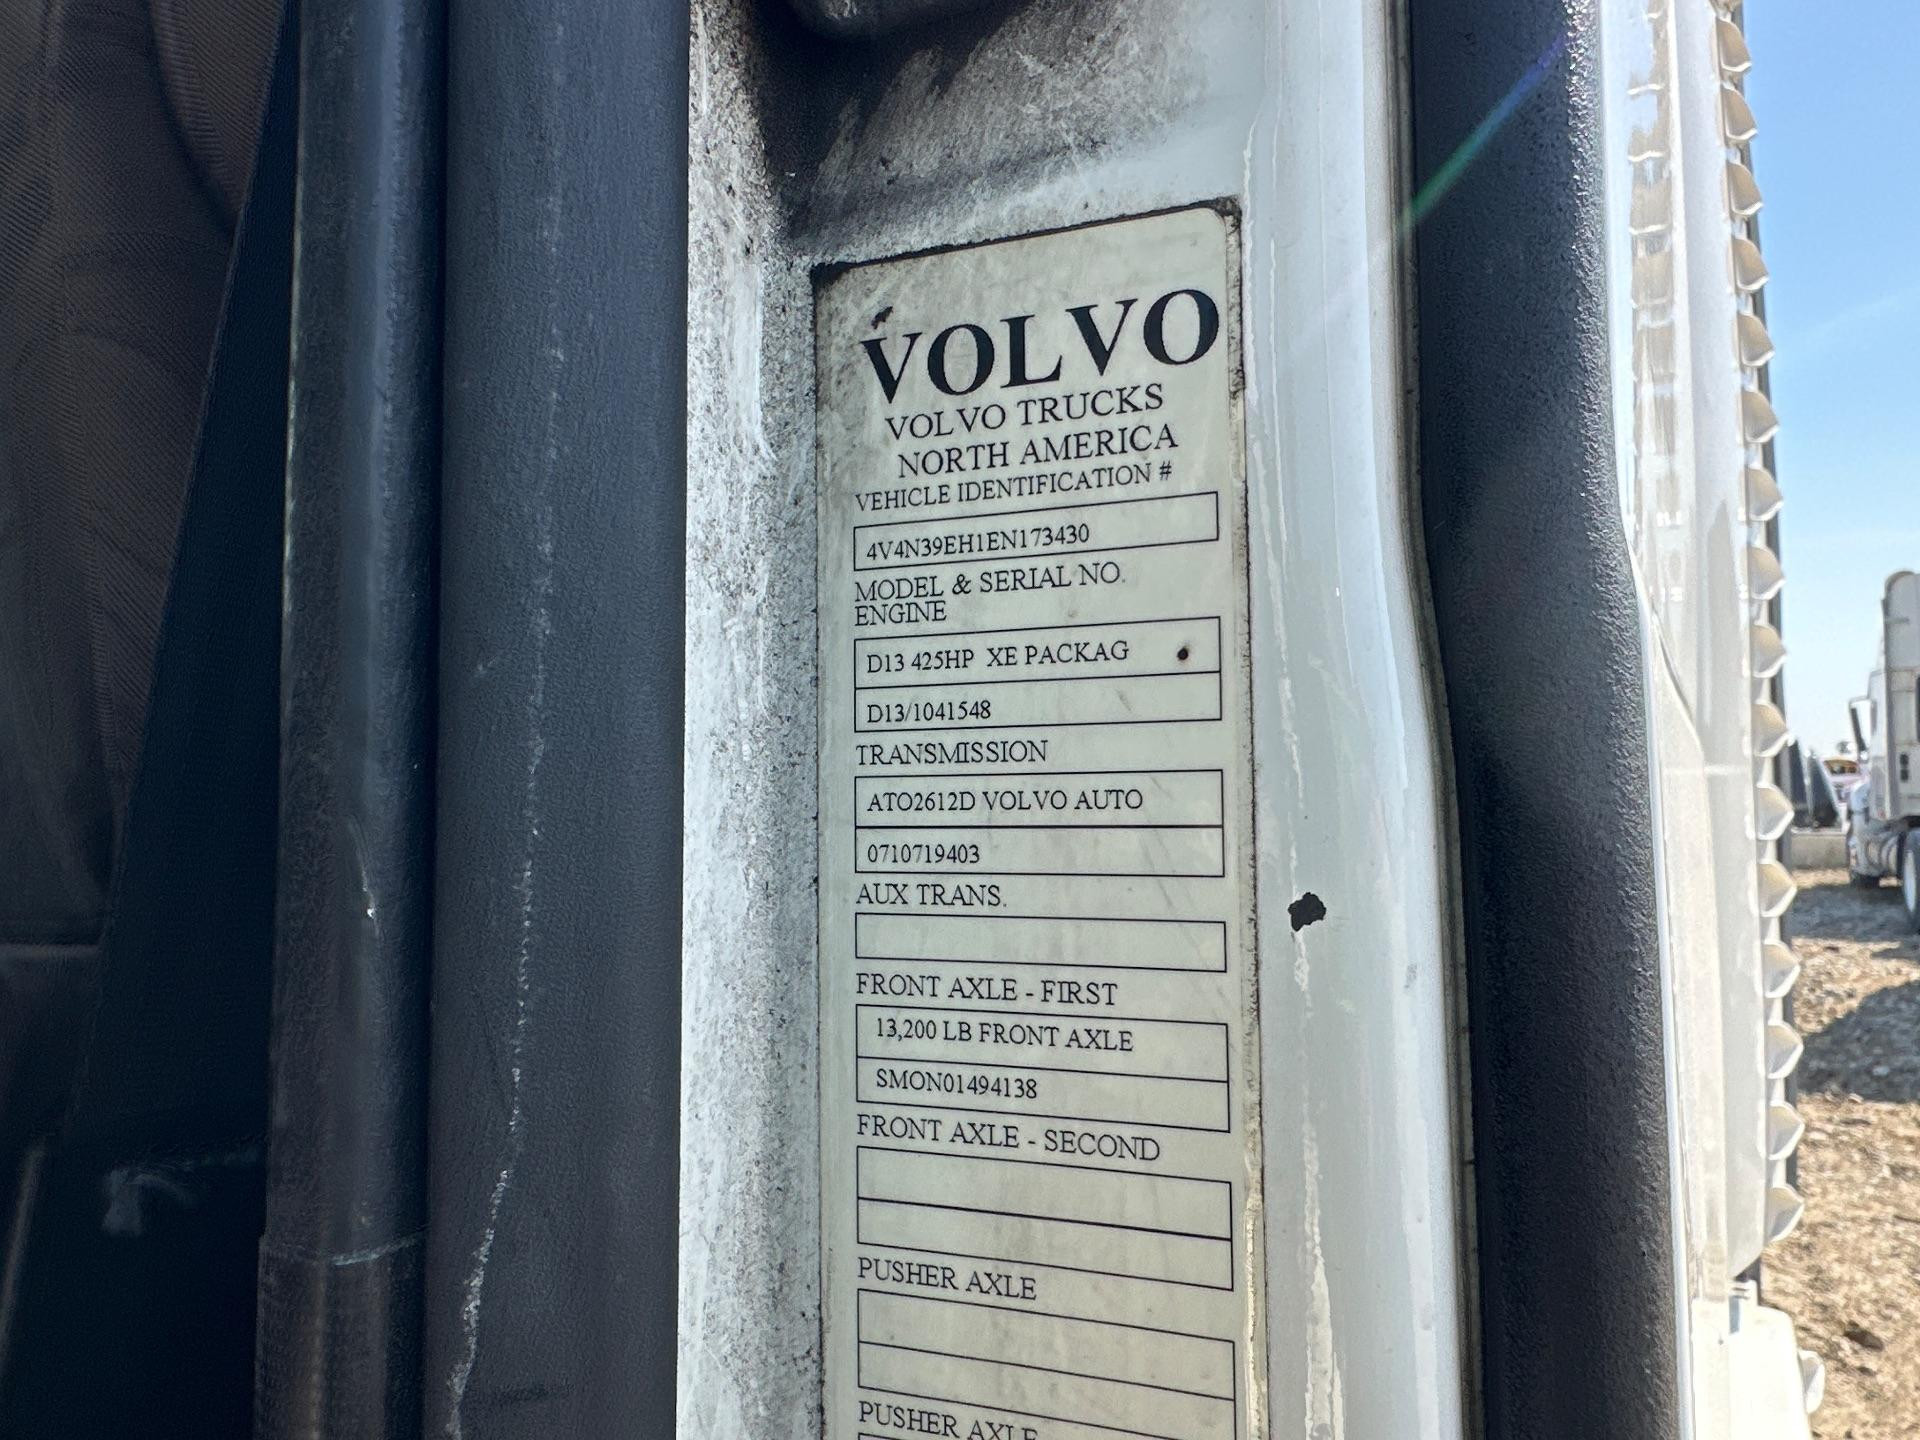 VOLVO
VOLVO TRUCKS
NORTH AMERICA
VEHICLE IDENTIFICATION #
4V4N39EH1EN173430
MODEL & SERIAL NO.
ENGINE
D13 425HP XE PACKAG
D13/1041548
TRANSMISSION
ATO2612D VOLVO AUTO
0710719403
AUX TRANS.
FRONT AXLE - FIRST
13,200 LB FRONT AXLE
SMON01494138
FRONT AXLE - SECOND
PUSHER AXLE
PUSHER AXLE